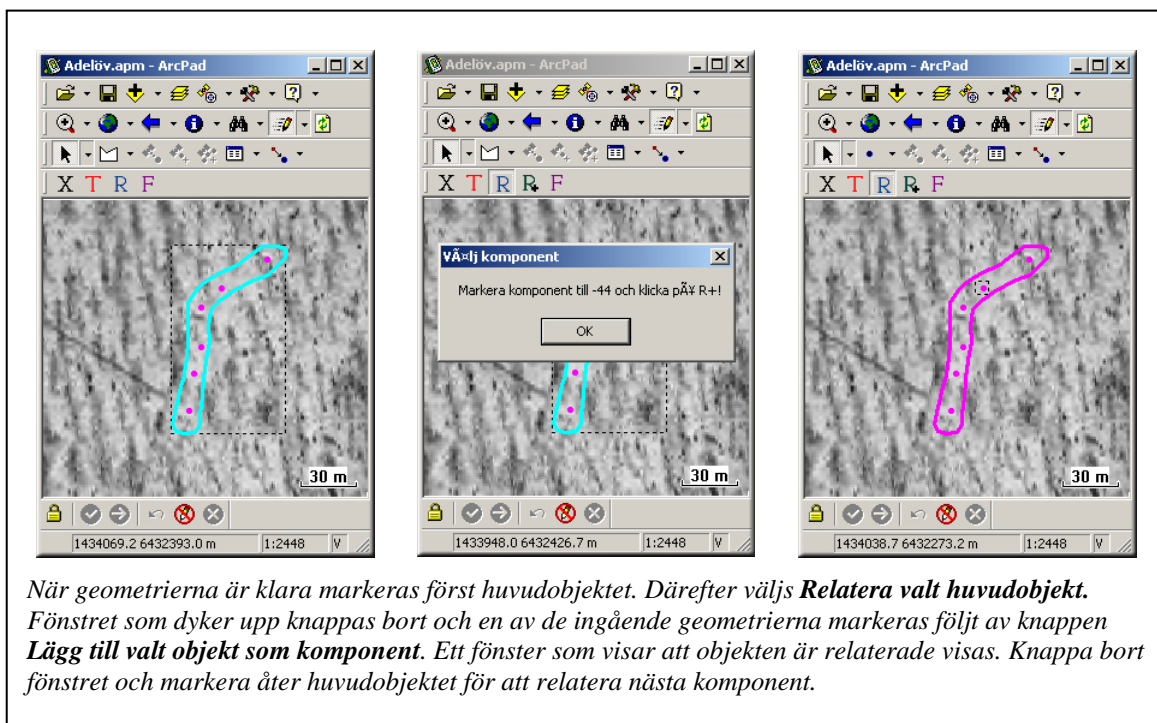 Adelöv.apm - ArcPad
X T R F
30 m
1434069.2 6432393.0 m 1:2448 V
Adelöv.apm - ArcPad
X T R R+ F
VÃ¤lj komponent
Markera komponent till -44 och klicka pÃ¥ R+!
OK
30 m
1433948.0 6432426.7 m 1:2448 V
Adelöv.apm - ArcPad
X T R R+ F
30 m
1434038.7 6432273.2 m 1:2448 V
När geometrierna är klara markeras först huvudobjektet. Därefter väljs Relatera valt huvudobjekt.
Fönstret som dyker upp knappas bort och en av de ingående geometrierna markeras följt av knappen
Lägg till valt objekt som komponent. Ett fönster som visar att objekten är relaterade visas. Knappa bort
fönstret och markera åter huvudobjektet för att relatera nästa komponent.